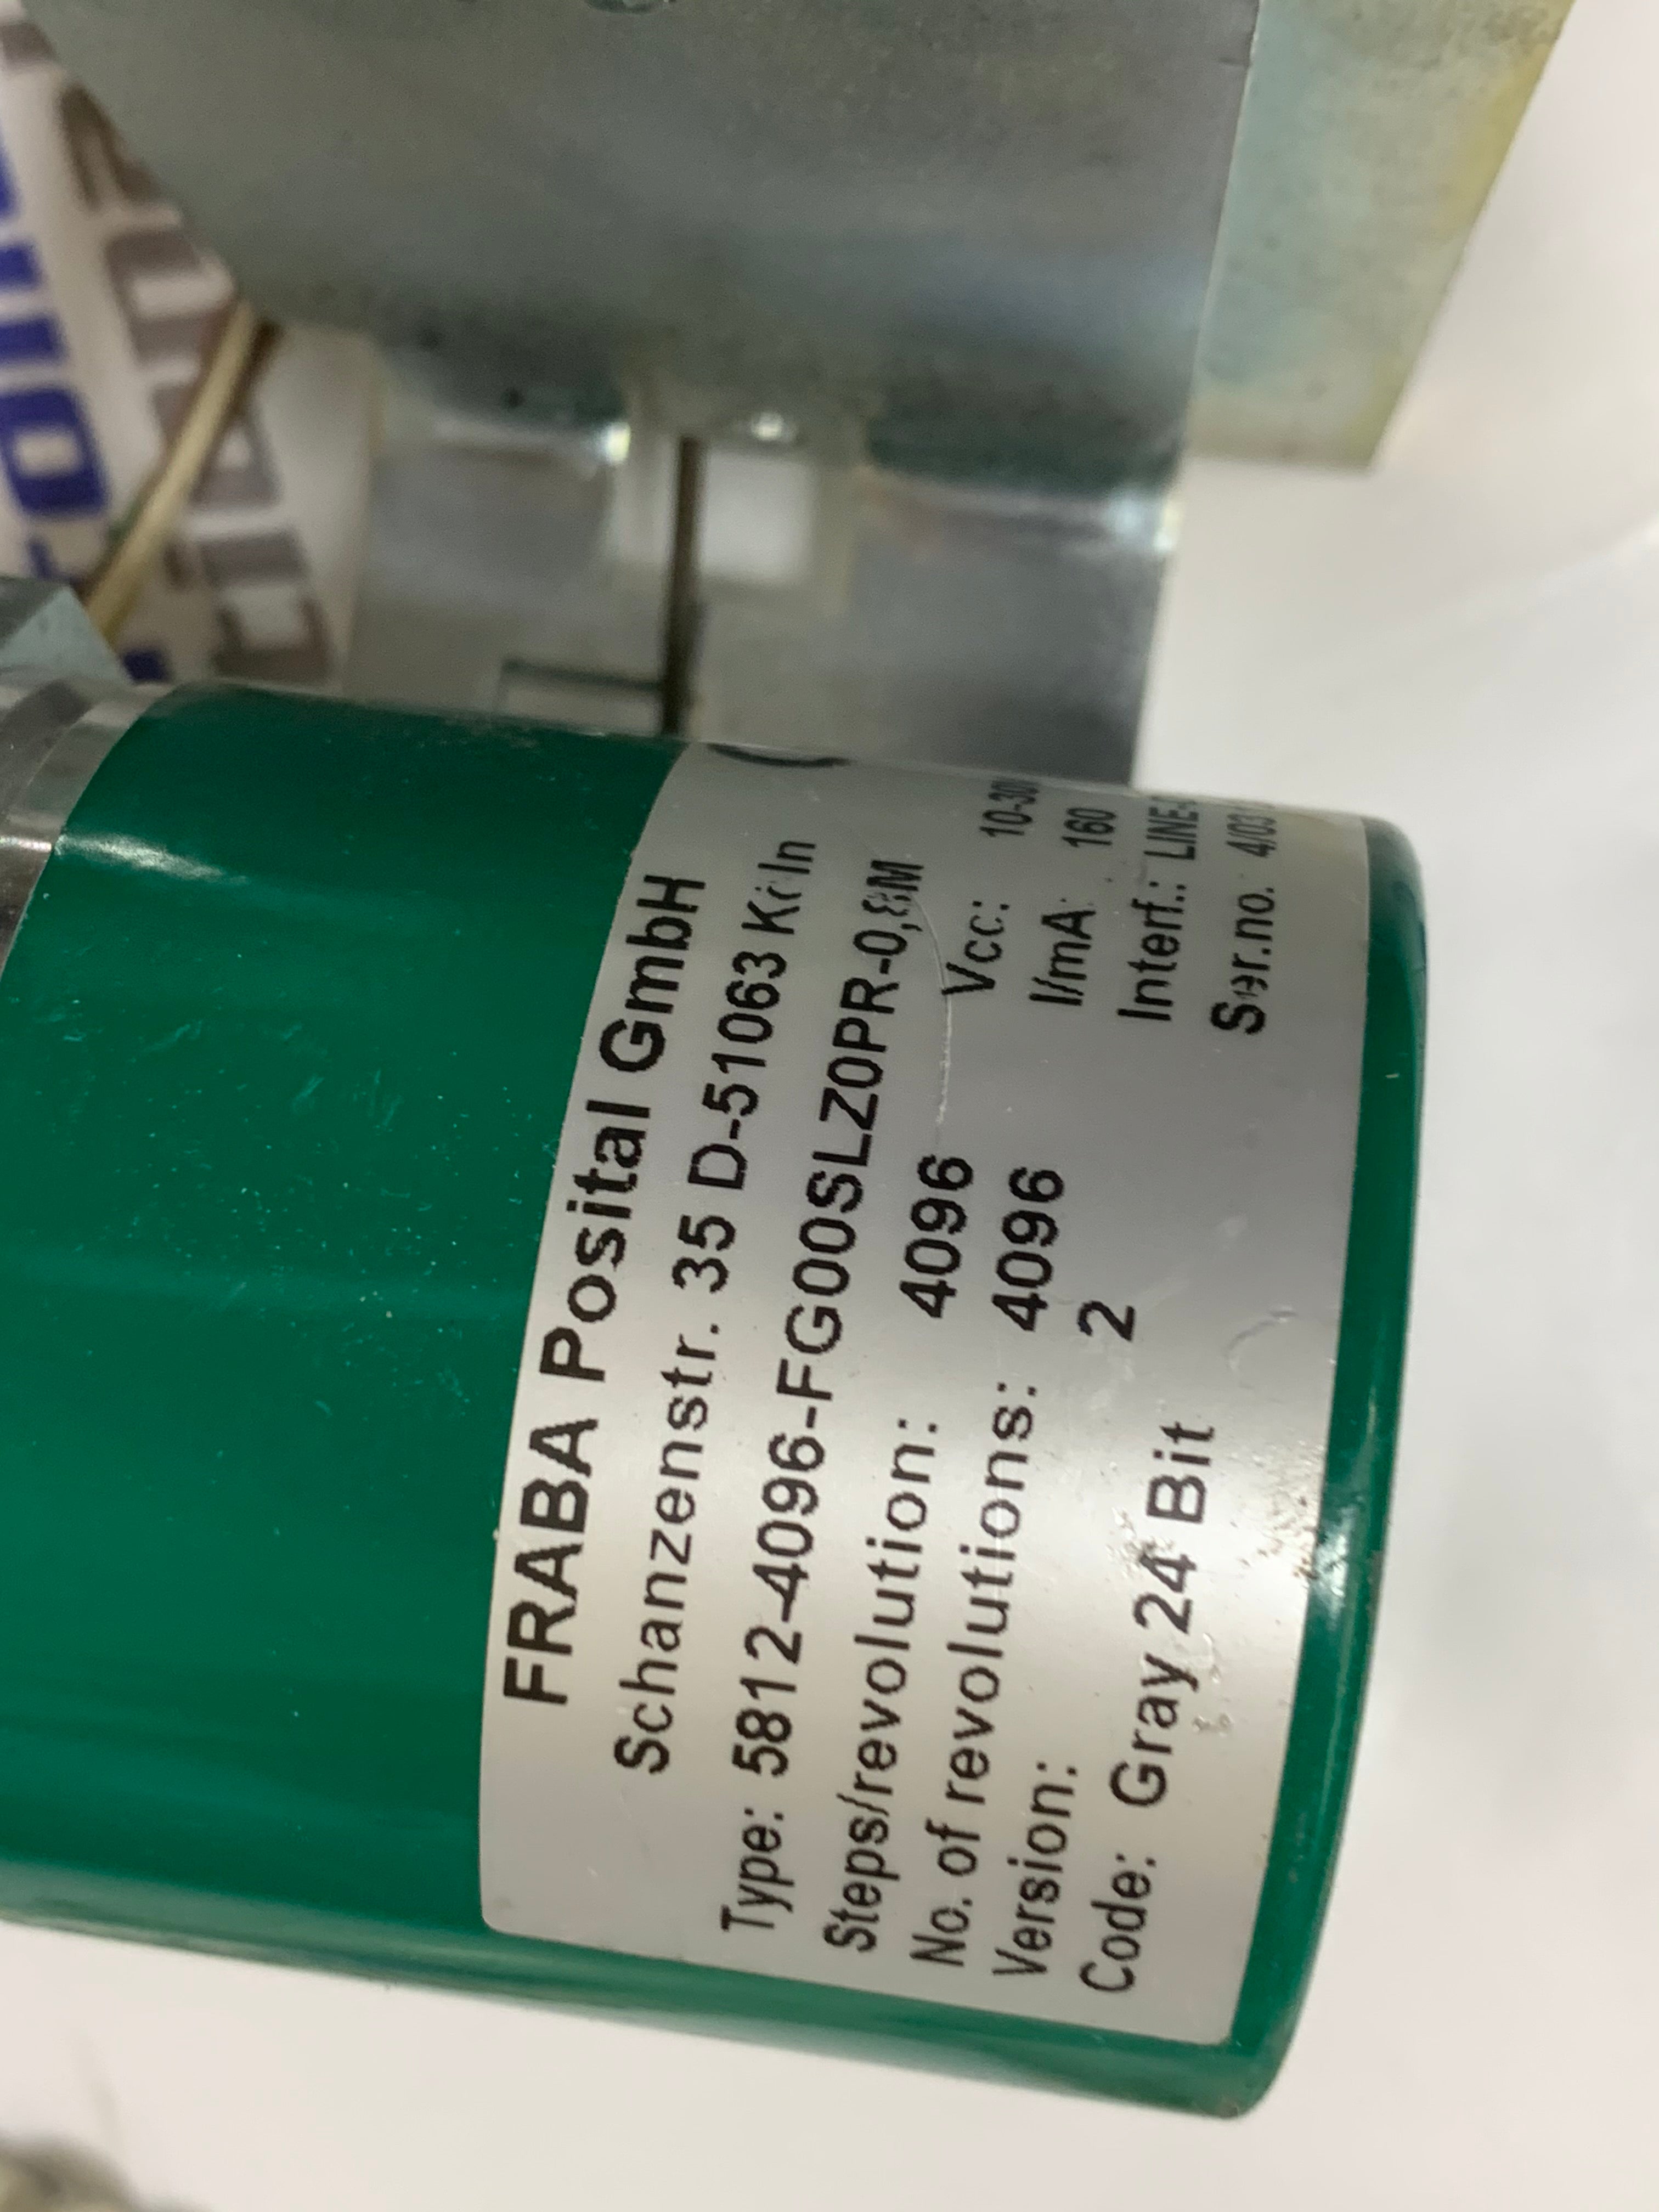 FRABA Posital GmbH
Schanzenstr. 35 D-51063 Köln
Type: 5812-4096-FG00SLZ0PR-0,8M
Steps/revolution: 4096 Vcc:
No. of revolutions: 4096 I/mA: 160
Version: 2 Interf.:
Code: Gray 24 Bit Ser.no.